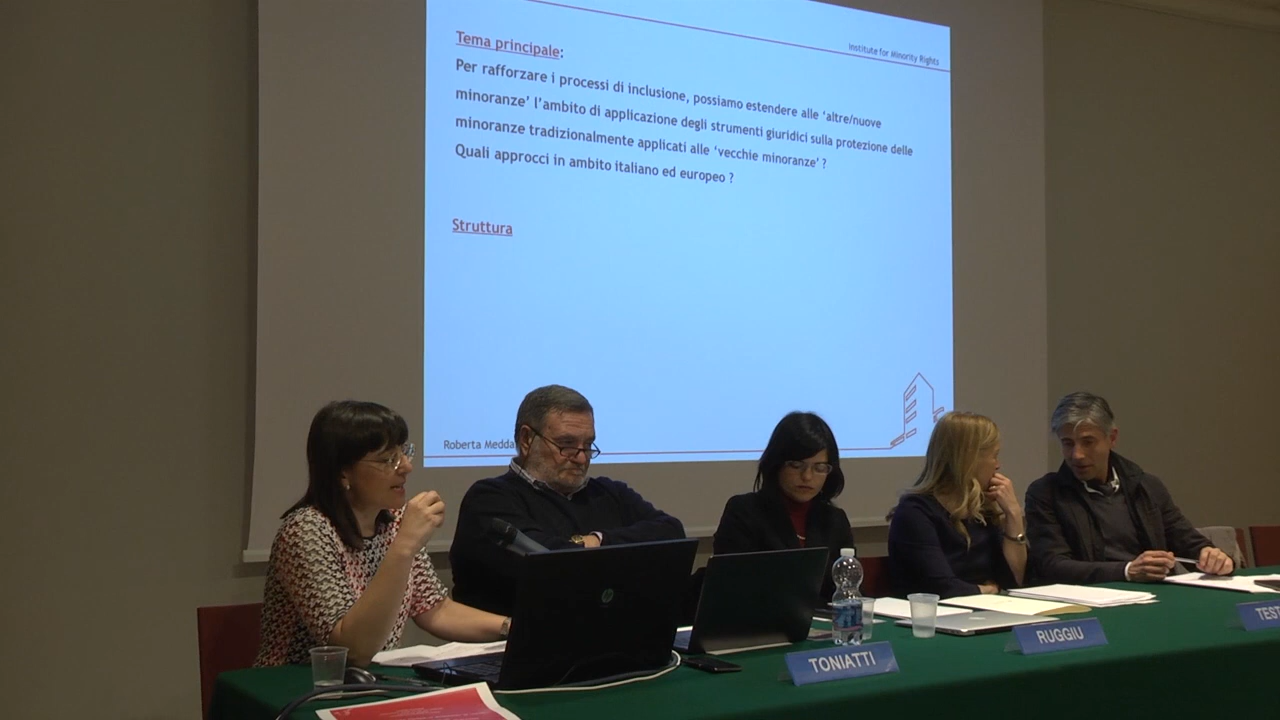 Institute for Minority Rights
Tema principale:
Per rafforzare i processi di inclusione, possiamo estendere alle ‘altre/nuove
minoranze’ l’ambito di applicazione degli strumenti giuridici sulla protezione delle
minoranze tradizionalmente applicati alle ‘vecchie minoranze’ ?
Quali approcci in ambito italiano ed europeo ?
Struttura
Roberta Medda
TONIATTI
RUGGIU
TEST